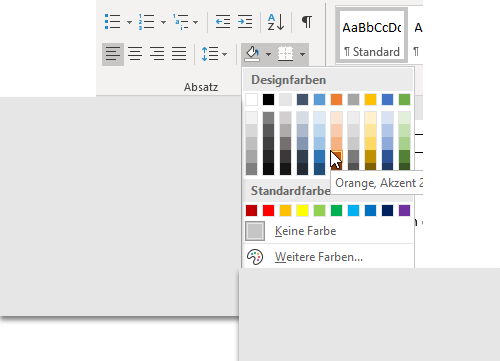 AaBbCcDc
¶ Standard
Absatz
Designfarben
Orange, Akzent 2
Standardfarbe
Keine Farbe
Weitere Farben...